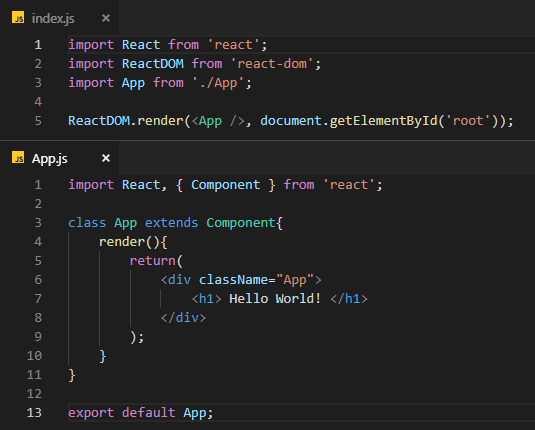 JS index.js ×
1 import React from 'react';
2 import ReactDOM from 'react-dom';
3 import App from './App';
4
5 ReactDOM.render(<App />, document.getElementById('root'));
JS App.js ×
1 import React, { Component } from 'react';
2
3 class App extends Component{
4     render(){
5         return(
6             <div className="App">
7                 <h1> Hello World! </h1>
8             </div>
9         );
10     }
11 }
12
13 export default App;